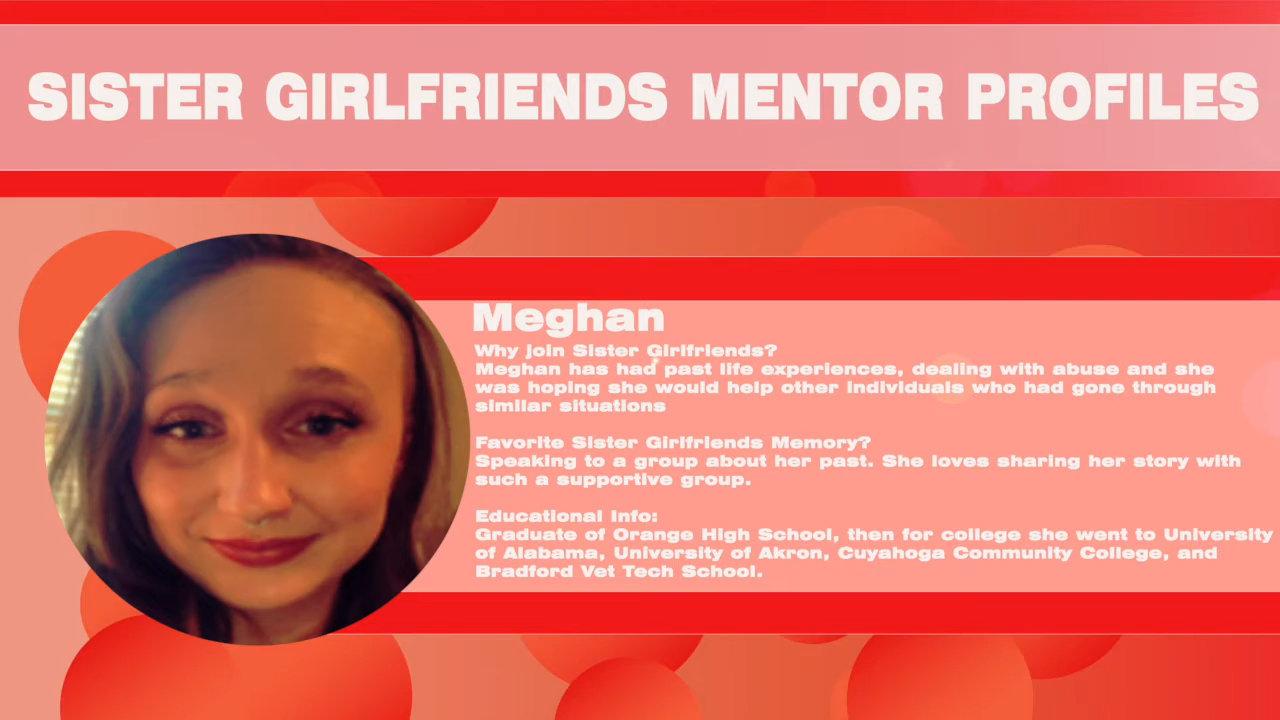 SISTER GIRLFRIENDS MENTOR PROFILES
Meghan
Why join Sister Girlfriends?
Meghan has had past life experiences, dealing with abuse and she
was hoping she would help other individuals who had gone through
similar situations
Favorite Sister Girlfriends Memory?
Speaking to a group about her past. She loves sharing her story with
such a supportive group.
Educational Info:
Graduate of Orange High School, then for college she went to University
of Alabama, University of Akron, Cuyahoga Community College, and
Bradford Vet Tech School.